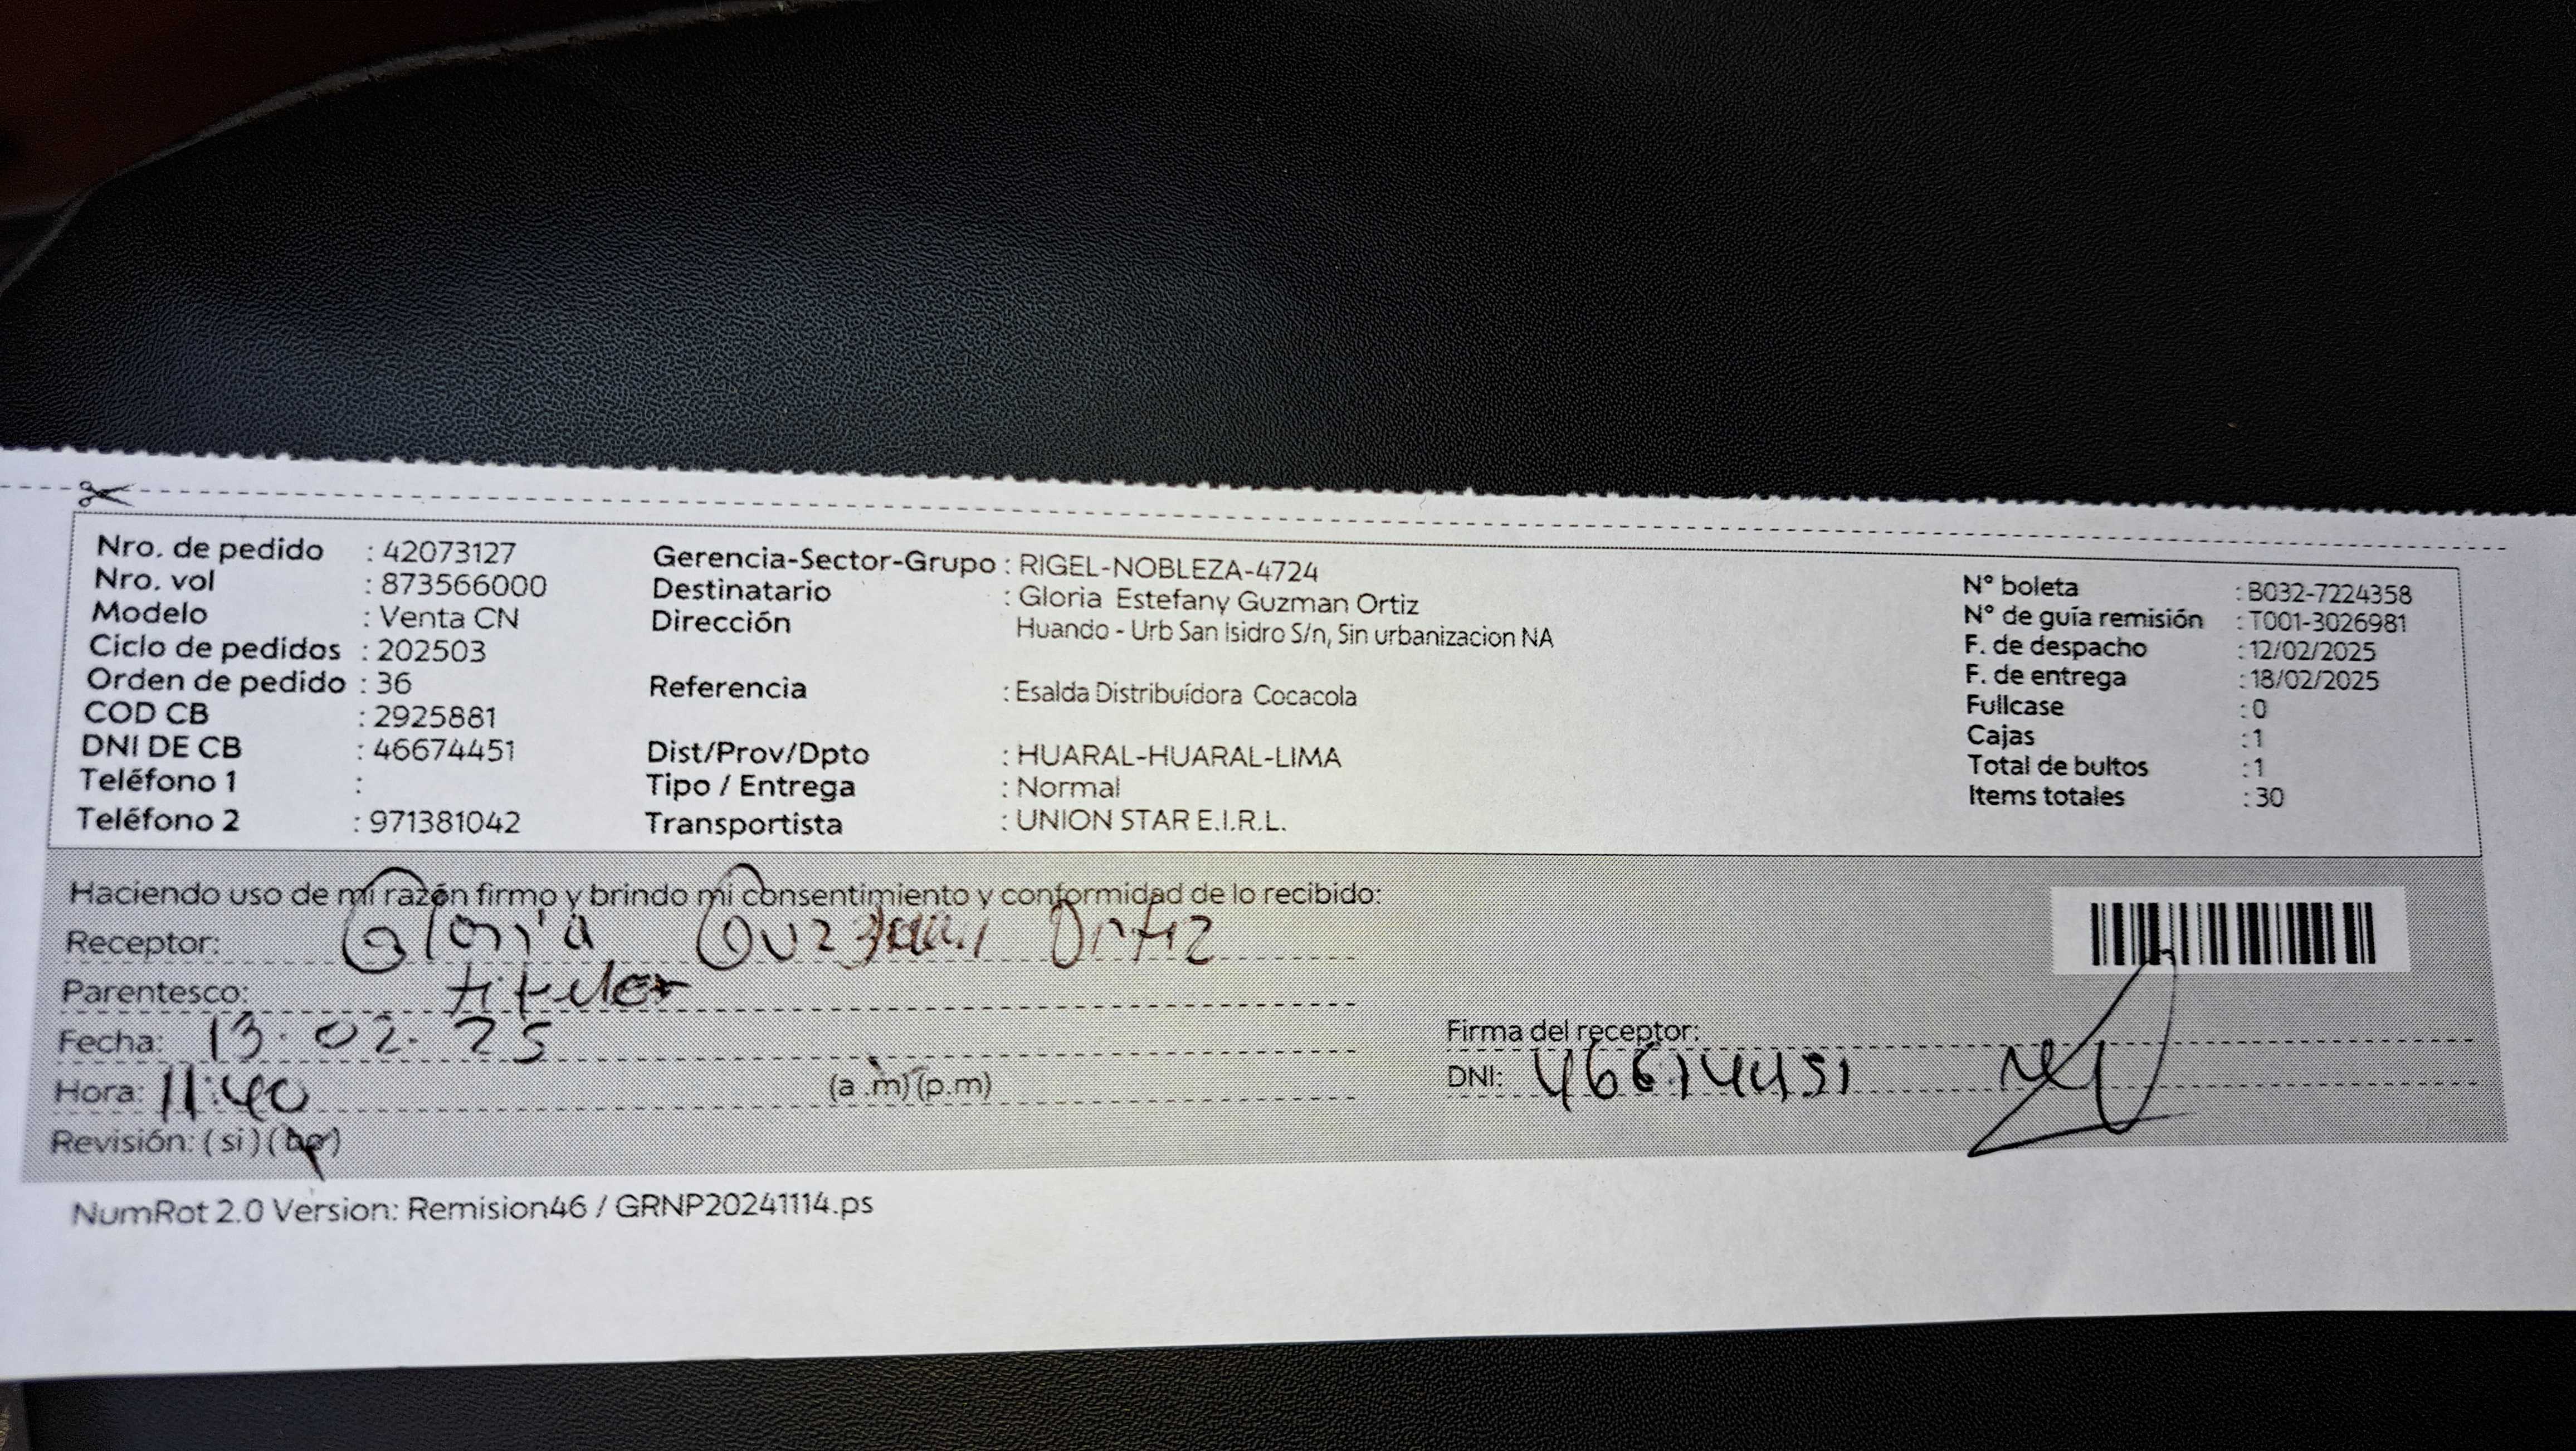 Nro. de pedido : 42073127
Nro. vol : 873566000
Modelo : Venta CN
Ciclo de pedidos : 202503
Orden de pedido : 36
COD CB : 2925881
DNI DE CB : 46674451
Teléfono 1 :
Teléfono 2 : 971381042
Gerencia-Sector-Grupo : RIGEL-NOBLEZA-4724
Destinatario : Gloria Estefany Guzman Ortiz
Dirección Huando - Urb San Isidro S/n, Sin urbanizacion NA
Referencia : Esalda Distribuídora Cocacola
Dist/Prov/Dpto : HUARAL-HUARAL-LIMA
Tipo / Entrega : Normal
Transportista : UNION STAR E.I.R.L.
N° boleta : B032-7224358
N° de guía remisión : T001-3026981
F. de despacho : 12/02/2025
F. de entrega : 18/02/2025
Fullcase : 0
Cajas : 1
Total de bultos : 1
Items totales : 30
Haciendo uso de mi razón firmo y brindo mi consentimiento y conformidad de lo recibido:
Receptor: Gloria Guzman Ortiz
Parentesco: titular
Fecha: 13.02.25
Hora: 11:40 (a.m) (p.m)
Revisión: (si) (no)
Firma del receptor:
DNI: 46674451
NumRot 2.0 Version: Remision46 / GRNP20241114.ps